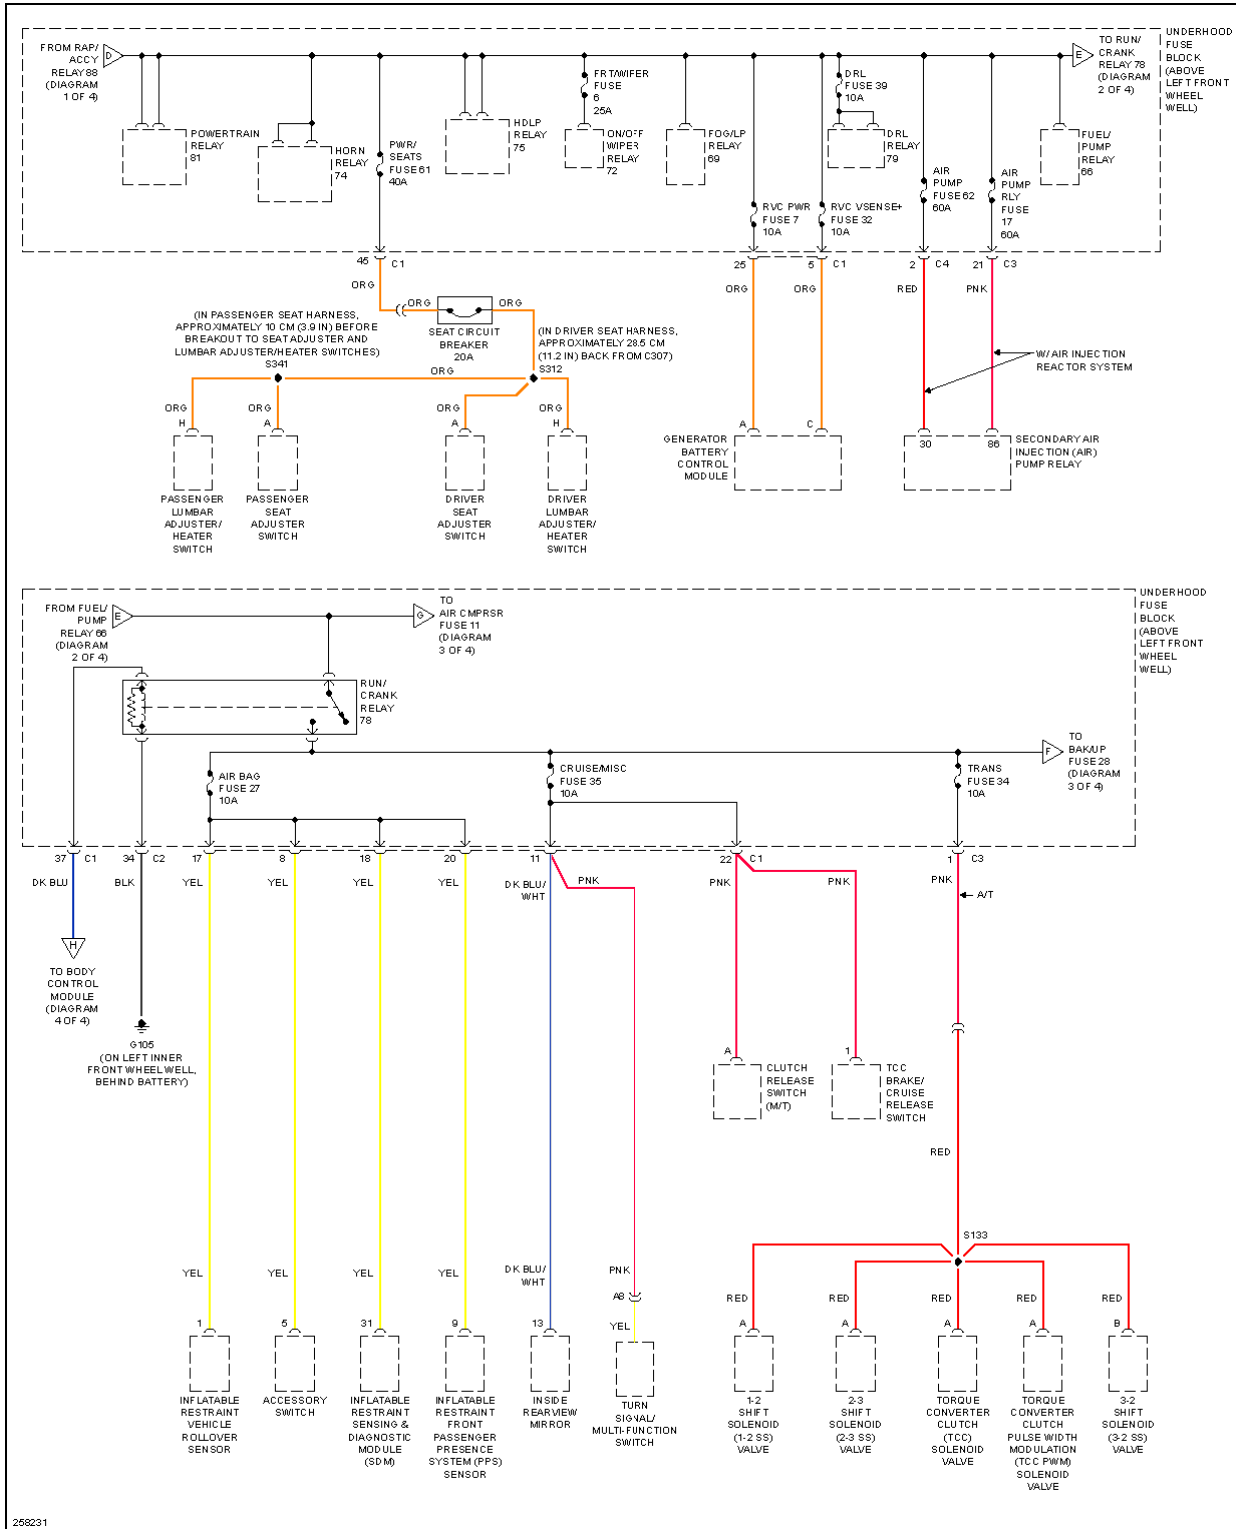 FROM RAP/
ACCY
RELAY 88
(DIAGRAM
1 OF 4)
D
POWERTRAIN
RELAY
81
HORN
RELAY
74
PWR/
SEATS
FUSE 61
40A
HDLP
RELAY
75
FRT/WIPER
FUSE
6
25A
ON/OFF
WIPER
RELAY
72
FOG/LP
RELAY
69
RVC PWR
FUSE 7
10A
RVC VSENSE+
FUSE 32
10A
DRL
FUSE 39
10A
DRL
RELAY
79
AIR
PUMP
FUSE 62
60A
AIR
PUMP
RLY
FUSE
17
60A
FUEL/
PUMP
RELAY
66
E
TO RUN/
CRANK
RELAY 78
(DIAGRAM
2 OF 4)
UNDERHOOD
FUSE
BLOCK
(ABOVE
LEFT FRONT
WHEEL
WELL)
45 C1
25 5 C1
2 C4
21 C3
ORG
ORG ORG
RED PNK
ORG ORG
SEAT CIRCUIT
BREAKER
20A
(IN PASSENGER SEAT HARNESS,
APPROXIMATELY 10 CM (3.9 IN) BEFORE
BREAKOUT TO SEAT ADJUSTER AND
LUMBAR ADJUSTER/HEATER SWITCHES)
S341
ORG
(IN DRIVER SEAT HARNESS,
APPROXIMATELY 28.5 CM
(11.2 IN) BACK FROM C307)
S312
W/ AIR INJECTION
REACTOR SYSTEM
ORG ORG ORG ORG
H A A H
A C
30 86
GENERATOR
BATTERY
CONTROL
MODULE
SECONDARY AIR
INJECTION (AIR)
PUMP RELAY
PASSENGER
LUMBAR
ADJUSTER/
HEATER
SWITCH
PASSENGER
SEAT
ADJUSTER
SWITCH
DRIVER
SEAT
ADJUSTER
SWITCH
DRIVER
LUMBAR
ADJUSTER/
HEATER
SWITCH
FROM FUEL/
PUMP
RELAY 66
(DIAGRAM
2 OF 4)
E
G
TO
AIR CMPRSR
FUSE 11
(DIAGRAM
3 OF 4)
UNDERHOOD
FUSE
BLOCK
(ABOVE
LEFT FRONT
WHEEL
WELL)
RUN/
CRANK
RELAY
78
AIR BAG
FUSE 27
10A
CRUISE/MISC
FUSE 35
10A
TRANS
FUSE 34
10A
F
TO
BAK/UP
FUSE 28
(DIAGRAM
3 OF 4)
37 C1 34 C2 17 8 18 20 11 22 C1 1 C3
DK BLU BLK YEL YEL YEL YEL
DK BLU/
WHT
PNK PNK PNK PNK
A/T
H
TO BODY
CONTROL
MODULE
(DIAGRAM
4 OF 4)
G105
(ON LEFT INNER
FRONT WHEELWELL,
BEHIND BATTERY)
A
CLUTCH
RELEASE
SWITCH
(M/T)
1
TCC
BRAKE/
CRUISE
RELEASE
SWITCH
RED
S133
YEL YEL YEL YEL
DK BLU/
WHT
PNK
A8
YEL
RED RED RED RED RED
1 5 31 9 13 A A A A B
INFLATABLE
RESTRAINT
VEHICLE
ROLLOVER
SENSOR
ACCESSORY
SWITCH
INFLATABLE
RESTRAINT
SENSING &
DIAGNOSTIC
MODULE
(SDM)
INFLATABLE
RESTRAINT
FRONT
PASSENGER
PRESENCE
SYSTEM (PPS)
SENSOR
INSIDE
REARVIEW
MIRROR
TURN
SIGNAL/
MULTI-FUNCTION
SWITCH
1-2
SHIFT
SOLENOID
(1-2 SS)
VALVE
2-3
SHIFT
SOLENOID
(2-3 SS)
VALVE
TORQUE
CONVERTER
CLUTCH
(TCC)
SOLENOID
VALVE
TORQUE
CONVERTER
CLUTCH
PULSE WIDTH
MODULATION
(TCC PWM)
SOLENOID
VALVE
3-2
SHIFT
SOLENOID
(3-2 SS)
VALVE
258231